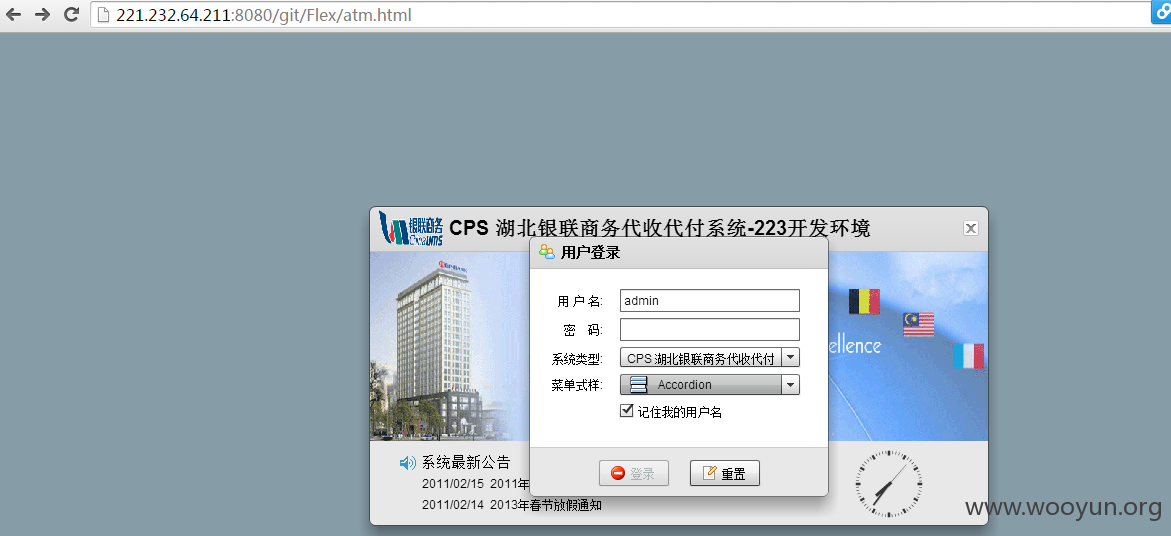 221.232.64.211:8080/git/Flex/atm.html
银联商务
ChinaUMS
CPS 湖北银联商务代收代付系统-223开发环境
用户登录
用 户 名: admin
密 码:
系统类型: CPS 湖北银联商务代收代付
菜单式样: Accordion
记住我的用户名
ellence
登录 重置
系统最新公告
2011/02/15 2011年
2011/02/14 2013年春节放假通知
www.wooyun.org